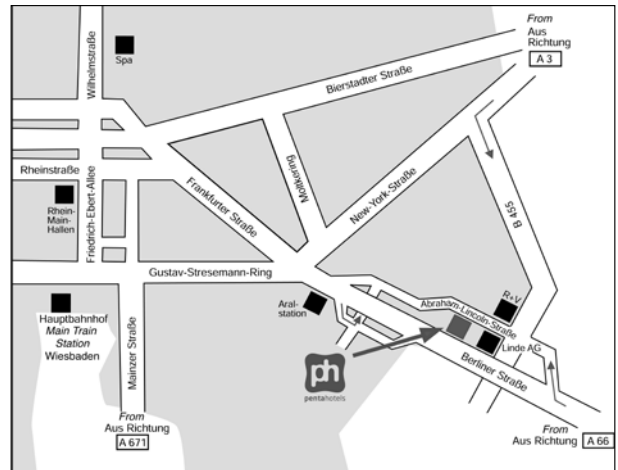 From
Aus
Richtung
A 3
Wilhelmstraße
Spa
Bierstadter Straße
Rheinstraße
Moltkering
Rhein-
Main-
Hallen
Friedrich-Ebert-Allee
Frankfurter Straße
New-York-Straße
B 455
Gustav-Stresemann-Ring
R+V
Abraham-Lincoln-Straße
Hauptbahnhof
Main Train
Station
Wiesbaden
Aral-
station
Linde AG
Mainzer Straße
ph
pentahotels
Berliner Straße
From
Aus Richtung
A 671
From
Aus Richtung A 66